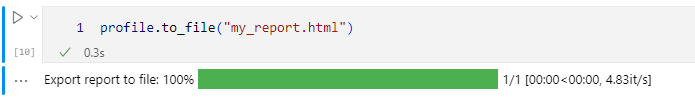 1 profile.to_file("my_report.html")
[10] 0.3s
... Export report to file: 100% 1/1 [00:00<00:00, 4.83it/s]